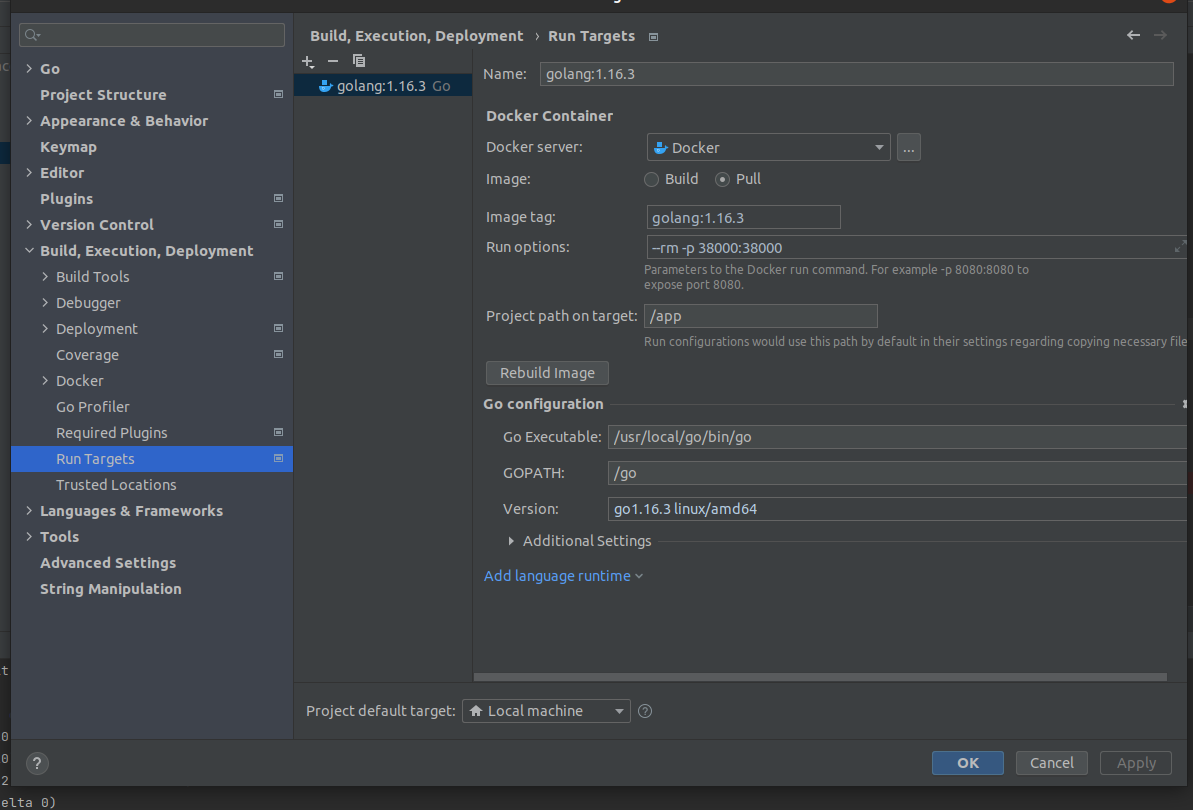 Build, Execution, Deployment › Run Targets
Go
Project Structure
Appearance & Behavior
Keymap
Editor
Plugins
Version Control
Build, Execution, Deployment
Build Tools
Debugger
Deployment
Coverage
Docker
Go Profiler
Required Plugins
Run Targets
Trusted Locations
Languages & Frameworks
Tools
Advanced Settings
String Manipulation
golang:1.16.3 Go
Name: golang:1.16.3
Docker Container
Docker server: Docker ...
Image: Build Pull
Image tag: golang:1.16.3
Run options: --rm -p 38000:38000
Parameters to the Docker run command. For example -p 8080:8080 to
expose port 8080.
Project path on target: /app
Run configurations would use this path by default in their settings regarding copying necessary file
Rebuild Image
Go configuration
Go Executable: /usr/local/go/bin/go
GOPATH: /go
Version: go1.16.3 linux/amd64
Additional Settings
Add language runtime
Project default target: Local machine ?
? OK Cancel Apply
0
0
2
elta 0)